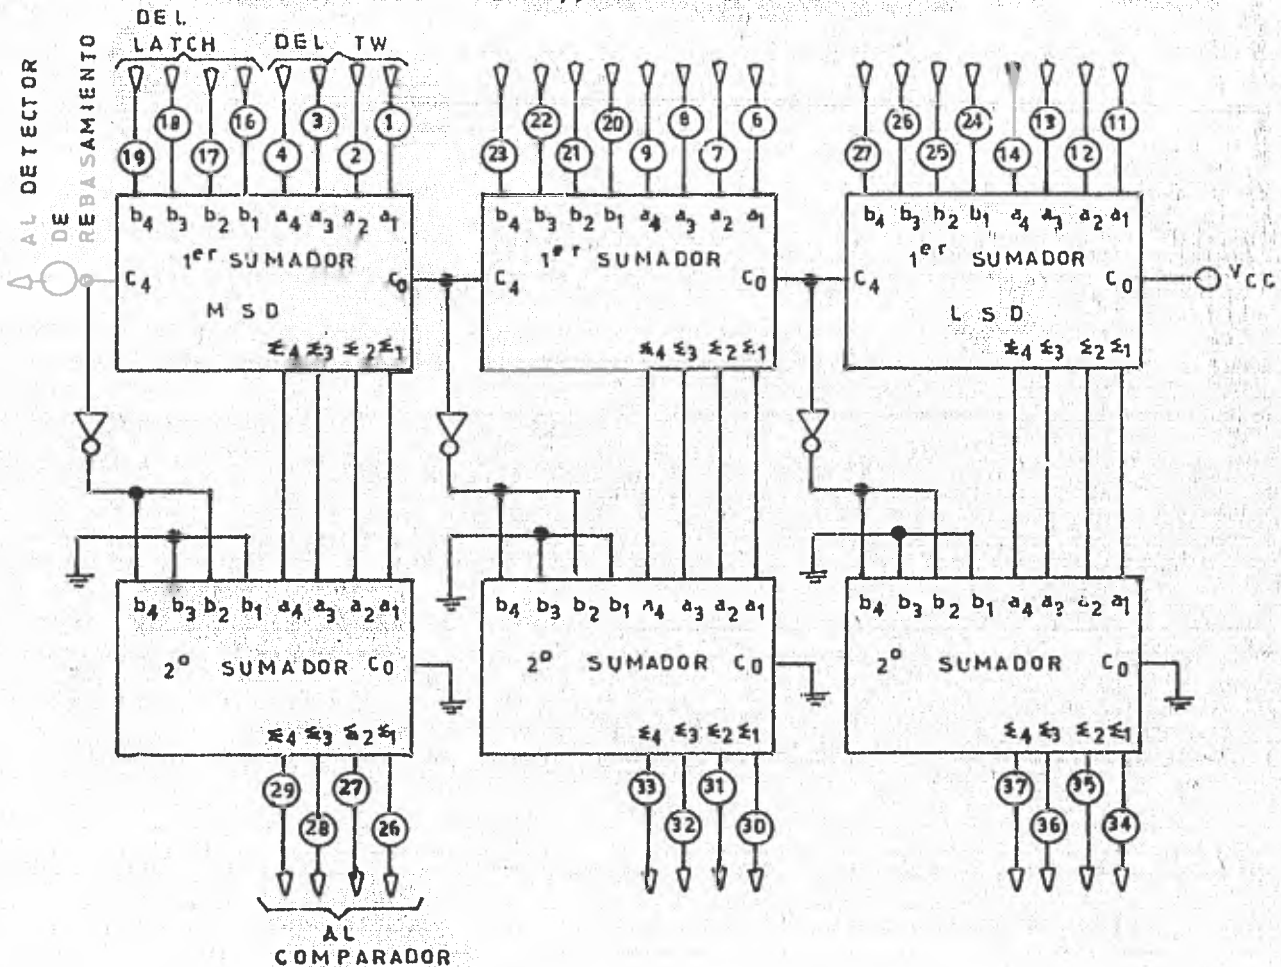 DEL
LATCH DEL TW
AL DETECTOR
DE
REBASAMIENTO
18 16 3 1 22 20 8 6 26 24 13 11
19 17 4 2 23 21 9 7 27 25 14 12
b4 b3 b2 b1 a4 a3 a2 a1
1er SUMADOR
C4 C0
M S D
Σ4 Σ3 Σ2 Σ1
b4 b3 b2 b1 a4 a3 a2 a1
1er SUMADOR
C4 C0
Σ4 Σ3 Σ2 Σ1
b4 b3 b2 b1 a4 a3 a2 a1
1er SUMADOR
C4 C0 VCC
L S D
Σ4 Σ3 Σ2 Σ1
b4 b3 b2 b1 a4 a3 a2 a1
2º SUMADOR C0
Σ4 Σ3 Σ2 Σ1
b4 b3 b2 b1 a4 a3 a2 a1
2º SUMADOR C0
Σ4 Σ3 Σ2 Σ1
b4 b3 b2 b1 a4 a? a2 a1
2º SUMADOR C0
Σ4 Σ3 Σ2 Σ1
29 27 33 31 37 35
28 26 32 30 36 34
AL
COMPARADOR